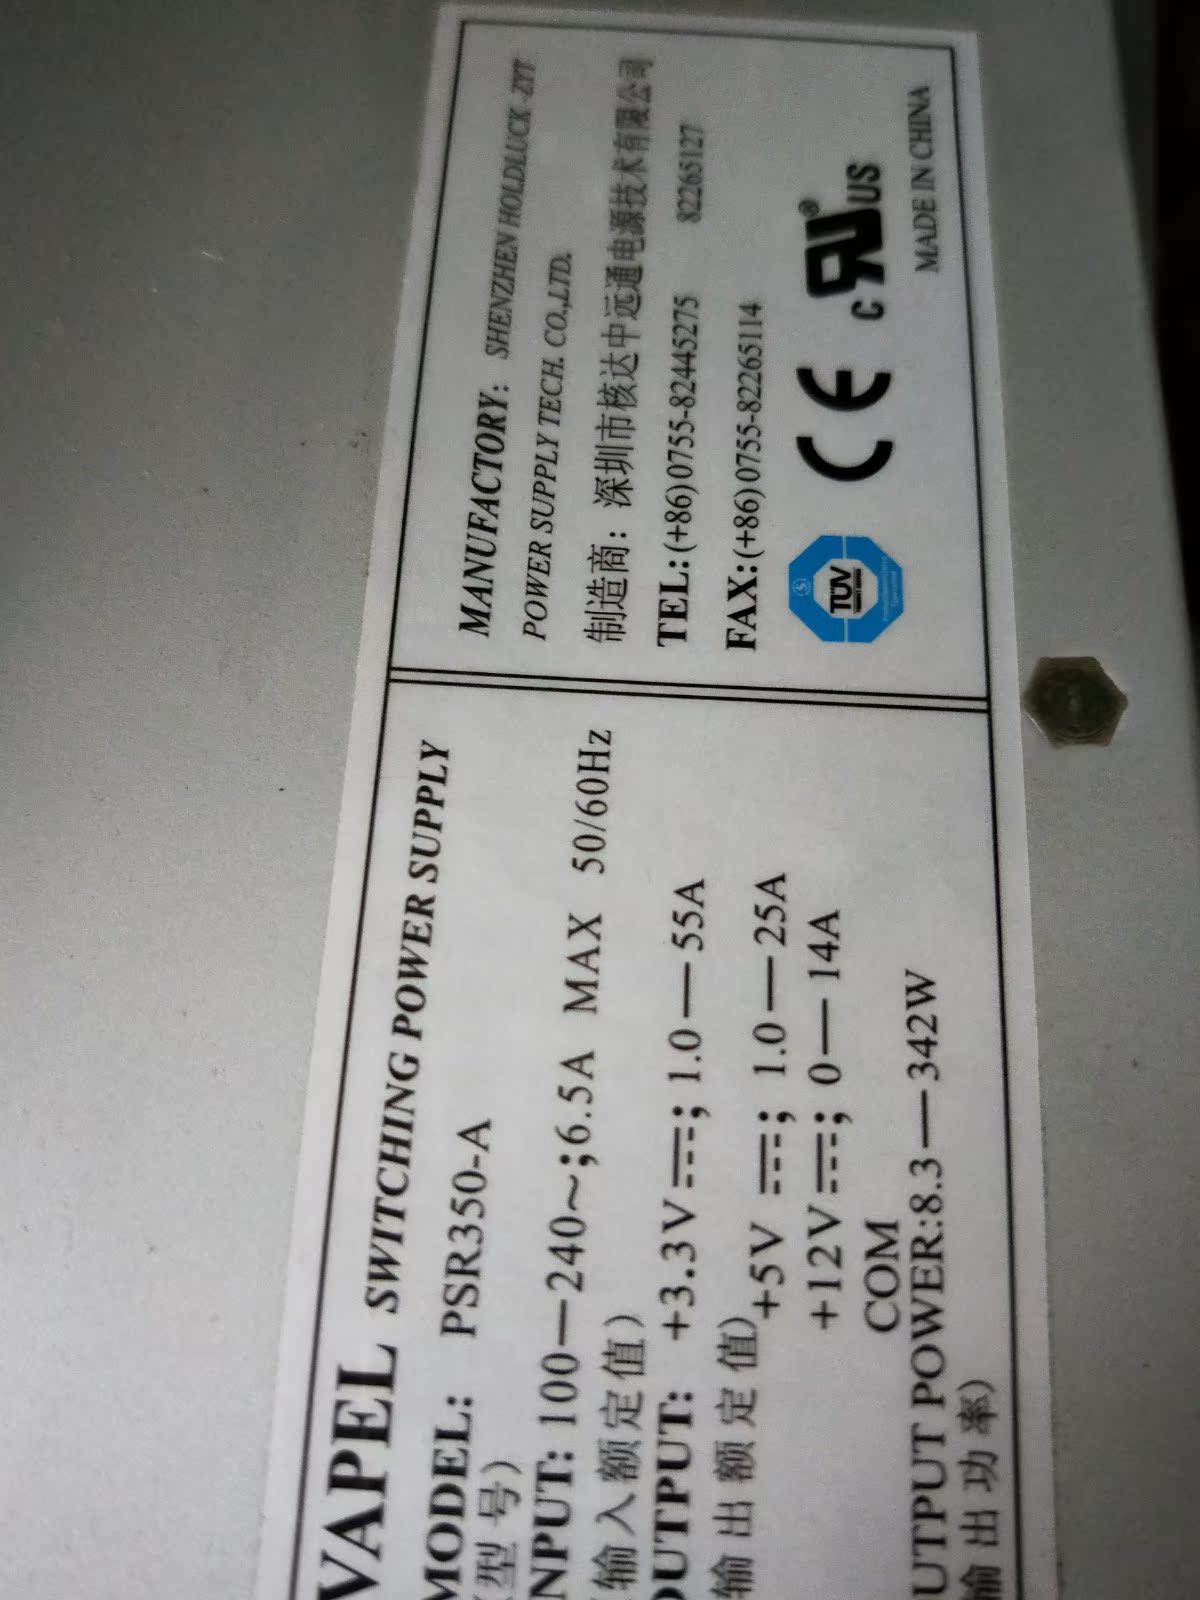 VAPEL SWITCHING POWER SUPPLY
MODEL: PSR350-A
(型号)
NPUT: 100—240~;6.5A MAX 50/60Hz
(输入额定值)
OUTPUT: +3.3V⎓; 1.0—55A
输出额定值) +5V ⎓; 1.0—25A
+12V⎓; 0—14A
COM
UTPUT POWER:8.3—342W
输出功率)
MANUFACTORY: SHENZHEN HOLDLUCK-ZYT
POWER SUPPLY TECH. CO.,LTD.
制造商: 深圳市核达中远通电源技术有限公司
TEL:(+86)0755-82445275 82265127
FAX:(+86)0755-82265114
TÜV CE c RU ® US
MADE IN CHINA